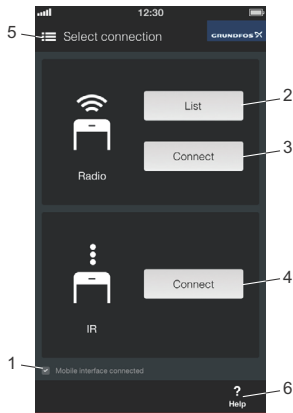 12:30
5
Select connection
GRUNDFOS
List
2
Connect
3
Radio
Connect
4
IR
1
Mobile interface connected
?
Help
6